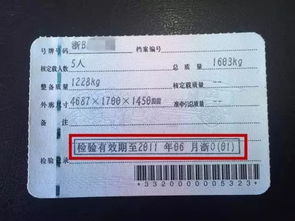 号牌号码 浙B 档案编号
核定载人数 5人 总质量 1603kg
整备质量 1228kg 核定载质量
外廓尺寸 4687×1700×1450mm 准牵引总质量
备注
检验有效期至2011年06月浙O(01)
检验记录
*3320000005323*